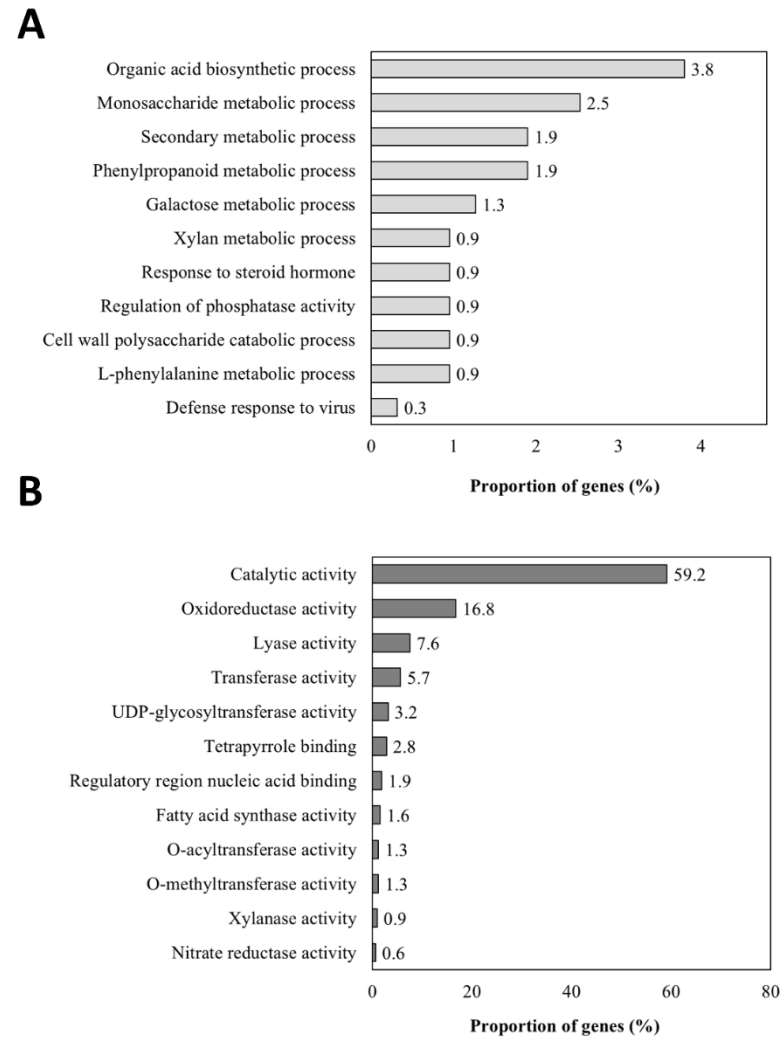 A
Organic acid biosynthetic process 3.8
Monosaccharide metabolic process 2.5
Secondary metabolic process 1.9
Phenylpropanoid metabolic process 1.9
Galactose metabolic process 1.3
Xylan metabolic process 0.9
Response to steroid hormone 0.9
Regulation of phosphatase activity 0.9
Cell wall polysaccharide catabolic process 0.9
L-phenylalanine metabolic process 0.9
Defense response to virus 0.3
0 1 2 3 4
Proportion of genes (%)
B
Catalytic activity 59.2
Oxidoreductase activity 16.8
Lyase activity 7.6
Transferase activity 5.7
UDP-glycosyltransferase activity 3.2
Tetrapyrrole binding 2.8
Regulatory region nucleic acid binding 1.9
Fatty acid synthase activity 1.6
O-acyltransferase activity 1.3
O-methyltransferase activity 1.3
Xylanase activity 0.9
Nitrate reductase activity 0.6
0 20 40 60 80
Proportion of genes (%)